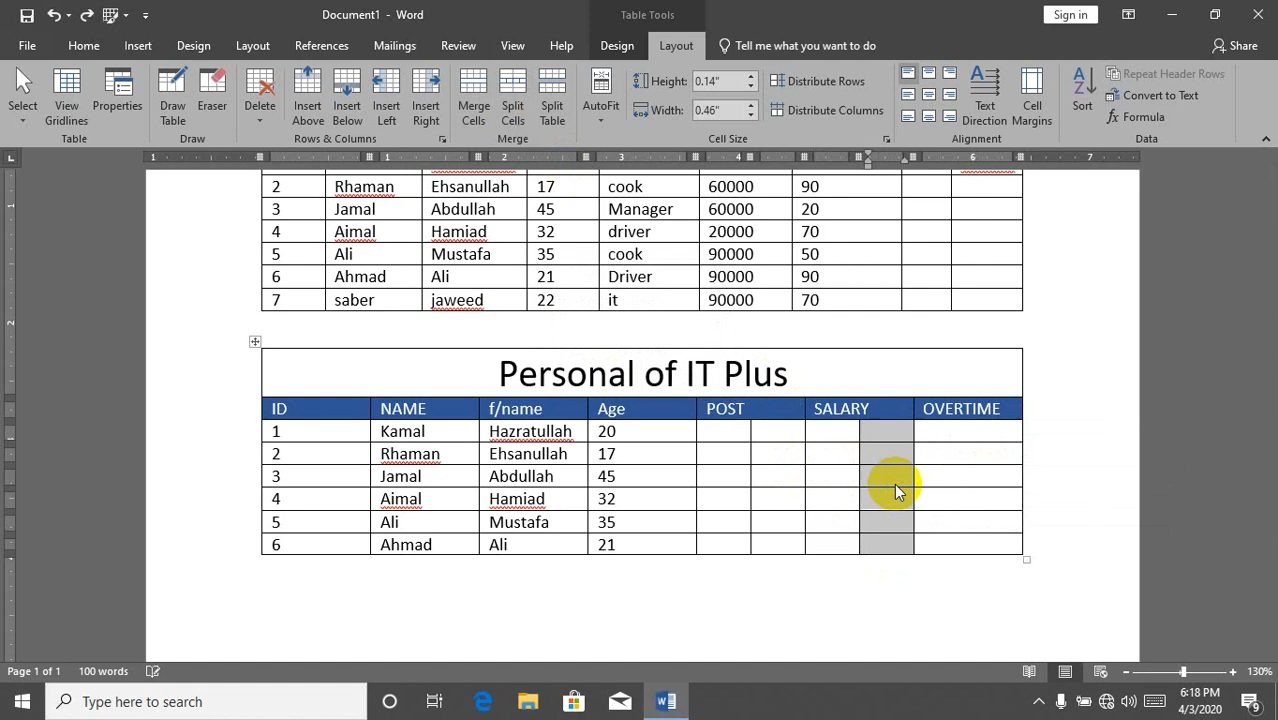 Document1 - Word
Table Tools
Sign in
File
Home
Insert
Design
Layout
References
Mailings
Review
View
Help
Design
Layout
Tell me what you want to do
Share
Select
View Gridlines
Properties
Table
Draw Table
Eraser
Draw
Delete
Insert Above
Insert Below
Insert Left
Insert Right
Rows & Columns
Merge Cells
Split Cells
Split Table
Merge
AutoFit
Height: 0.14"
Width: 0.46"
Distribute Rows
Distribute Columns
Cell Size
Text Direction
Cell Margins
Alignment
Sort
Repeat Header Rows
Convert to Text
Formula
Data
1 1 2 3 4 6 7
2 Rhaman Ehsanullah 17 cook 60000 90
3 Jamal Abdullah 45 Manager 60000 20
4 Aimal Hamiad 32 driver 20000 70
5 Ali Mustafa 35 cook 90000 50
6 Ahmad Ali 21 Driver 90000 90
7 saber jaweed 22 it 90000 70
Personal of IT Plus
ID NAME f/name Age POST SALARY OVERTIME
1 Kamal Hazratullah 20
2 Rhaman Ehsanullah 17
3 Jamal Abdullah 45
4 Aimal Hamiad 32
5 Ali Mustafa 35
6 Ahmad Ali 21
Page 1 of 1
100 words
130%
Type here to search
6:18 PM
4/3/2020
9